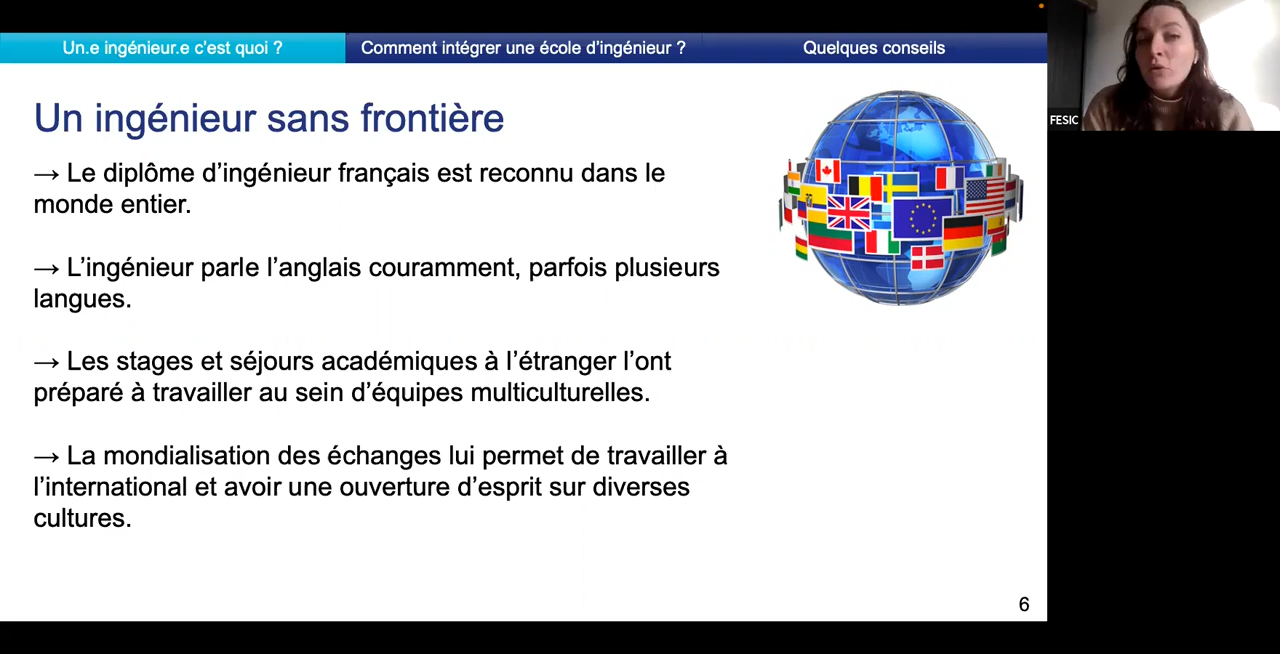 Un.e ingénieur.e c’est quoi ?
Comment intégrer une école d’ingénieur ?
Quelques conseils
FESIC
Un ingénieur sans frontière
→ Le diplôme d’ingénieur français est reconnu dans le
monde entier.
→ L’ingénieur parle l’anglais couramment, parfois plusieurs
langues.
→ Les stages et séjours académiques à l’étranger l’ont
préparé à travailler au sein d’équipes multiculturelles.
→ La mondialisation des échanges lui permet de travailler à
l’international et avoir une ouverture d’esprit sur diverses
cultures.
6